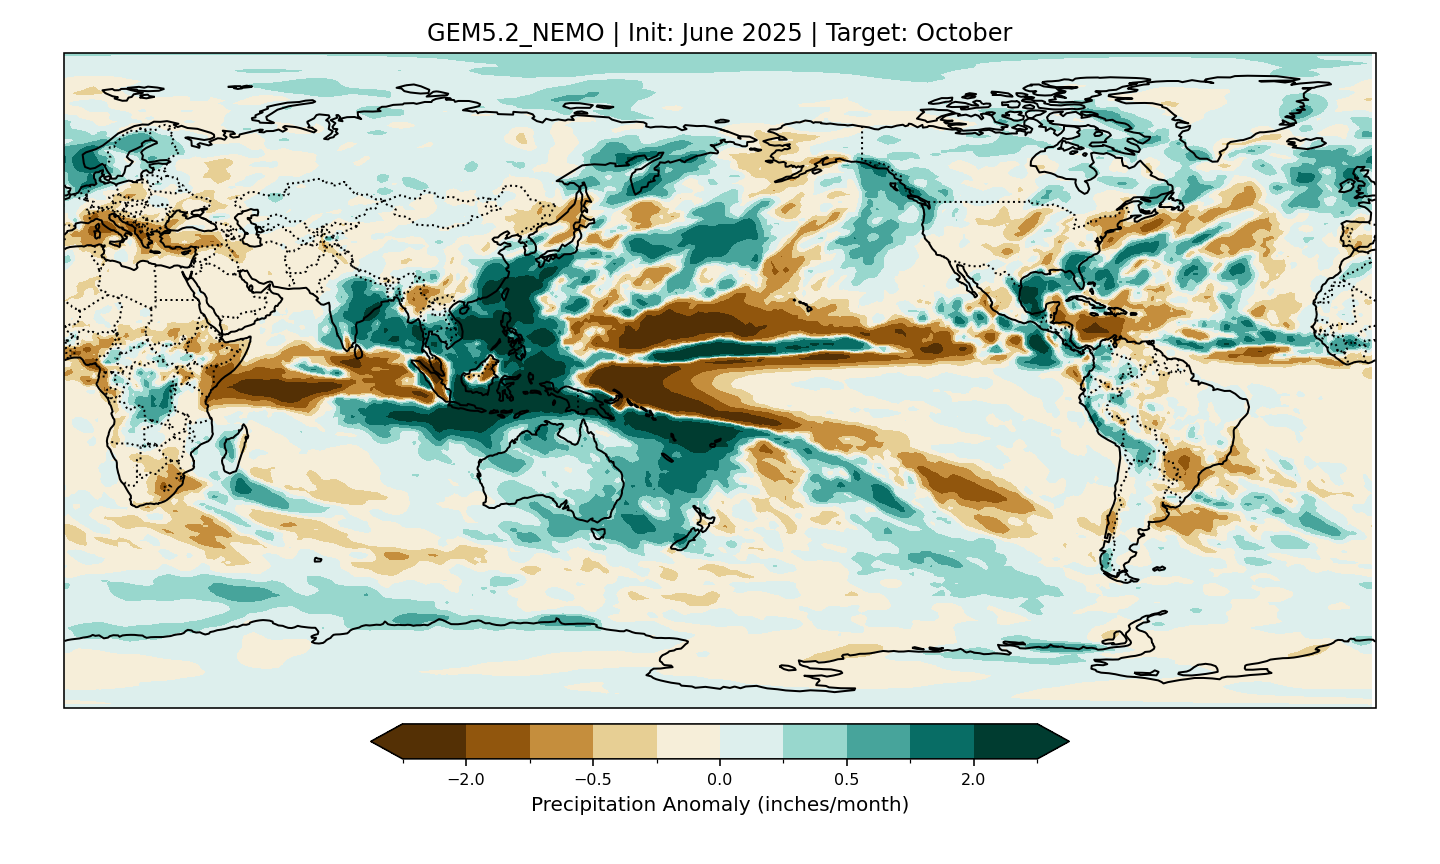 GEM5.2_NEMO | Init: June 2025 | Target: October
−2.0 −0.5 0.0 0.5 2.0
Precipitation Anomaly (inches/month)